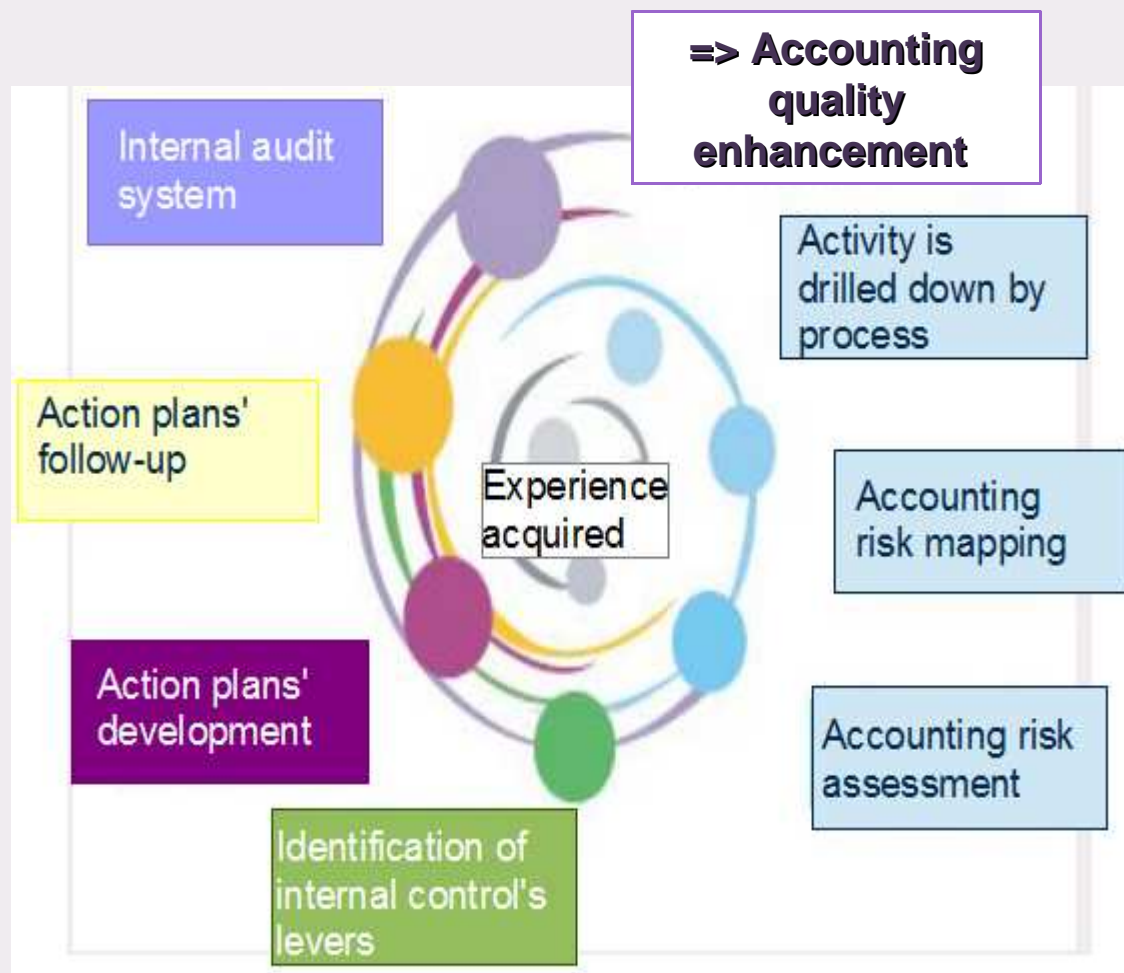 => Accounting
quality
enhancement
Internal audit
system
Activity is
drilled down by
process
Action plans'
follow-up
Experience
acquired
Accounting
risk mapping
Action plans'
development
Accounting risk
assessment
Identification of
internal control's
levers